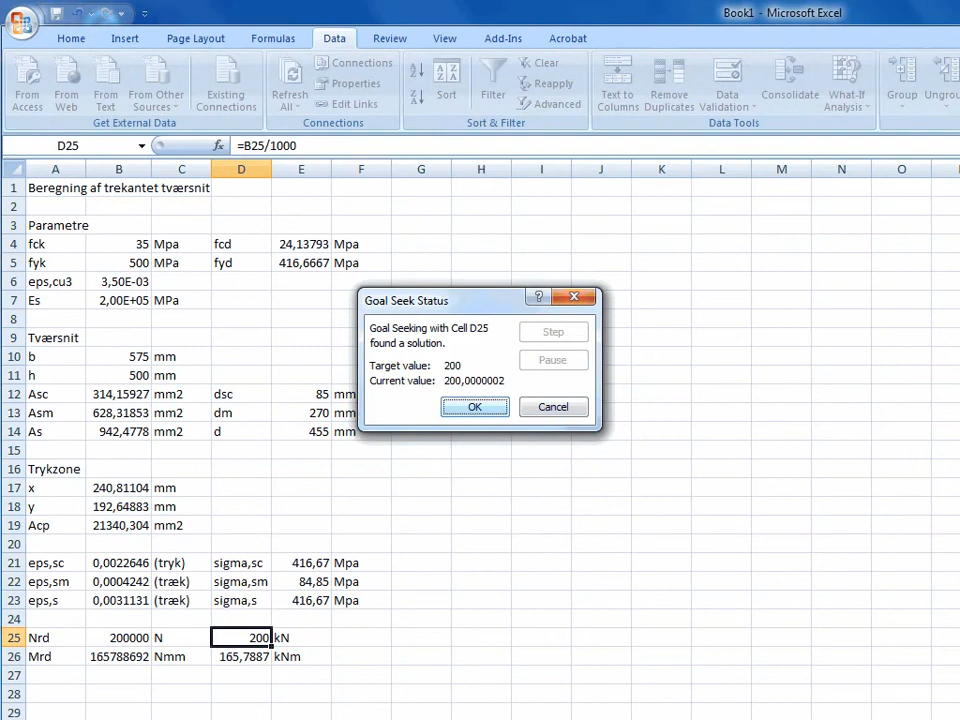 Book1 - Microsoft Excel
Home Insert Page Layout Formulas Data Review View Add-Ins Acrobat
From Access From Web From Text From Other Sources Existing Connections Refresh All Connections Properties Edit Links Sort Filter Clear Reapply Advanced Text to Columns Remove Duplicates Data Validation Consolidate What-If Analysis Group
Get External Data Connections Sort & Filter Data Tools
D25 fx =B25/1000
A B C D E F G H I J K L M N O
1 Beregning af trekantet tværsnit
2
3 Parametre
4 fck 35 Mpa fcd 24,13793 Mpa
5 fyk 500 MPa fyd 416,6667 Mpa
6 eps,cu3 3,50E-03
7 Es 2,00E+05 MPa
8
9 Tværsnit
10 b 575 mm
11 h 500 mm
12 Asc 314,15927 mm2 dsc 85 mm
13 Asm 628,31853 mm2 dm 270 mm
14 As 942,4778 mm2 d 455 mm
15
16 Trykzone
17 x 240,81104 mm
18 y 192,64883 mm
19 Acp 21340,304 mm2
20
21 eps,sc 0,0022646 (tryk) sigma,sc 416,67 Mpa
22 eps,sm 0,0004242 (træk) sigma,sm 84,85 Mpa
23 eps,s 0,0031131 (træk) sigma,s 416,67 Mpa
24
25 Nrd 200000 N 200 kN
26 Mrd 165788692 Nmm 165,7887 kNm
27
28
29
Goal Seek Status
Goal Seeking with Cell D25
found a solution.
Target value: 200
Current value: 200,0000002
Step
Pause
OK Cancel